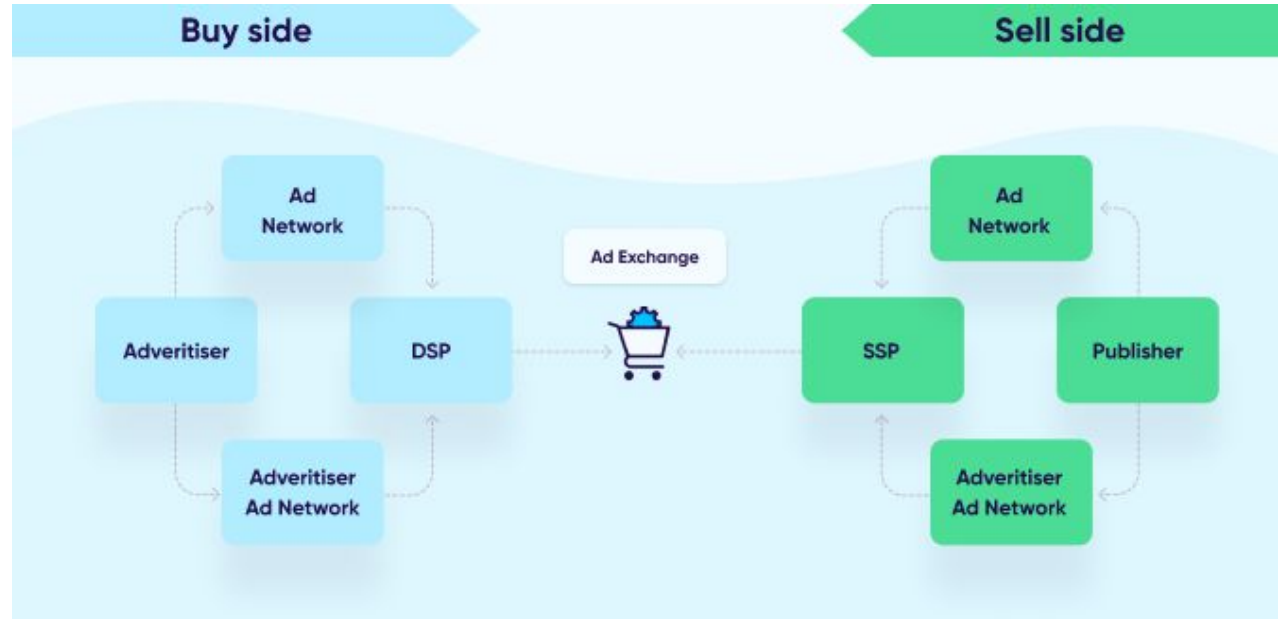 Buy side
Sell side
Ad
Network
Ad
Network
Ad Exchange
Adveritiser
DSP
SSP
Publisher
Adveritiser
Ad Network
Adveritiser
Ad Network